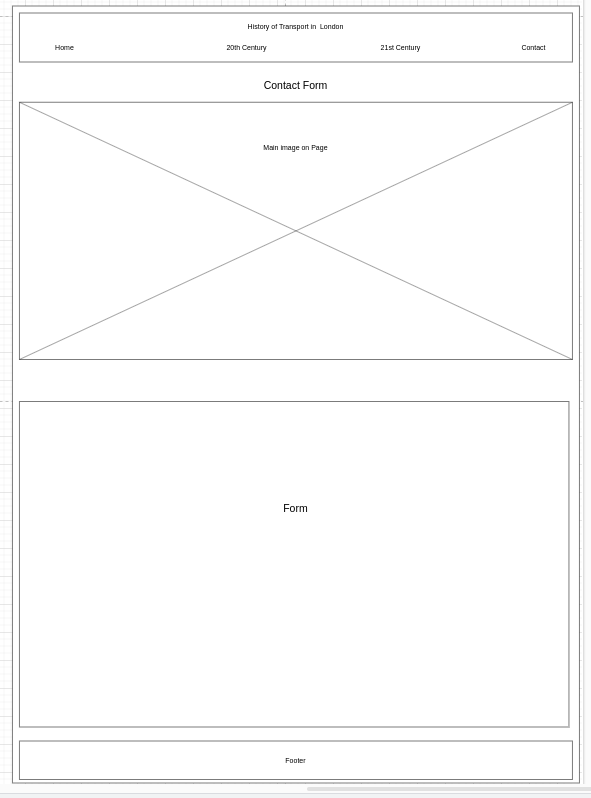 History of Transport in  London
Home 20th Century 21st Century Contact
Contact Form
Main image on Page
Form
Footer